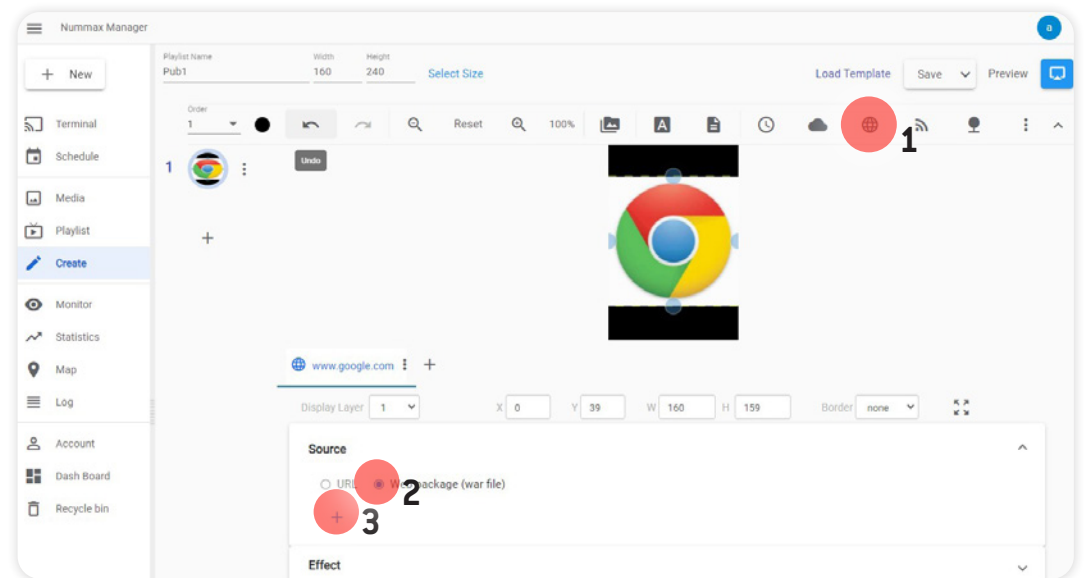 Nummax Manager
a
+ New
Terminal
Schedule
Media
Playlist
Create
Monitor
Statistics
Map
Log
Account
Dash Board
Recycle bin
Playlist Name
Pub1
Width
160
Height
240
Select Size
Load Template
Save
Preview
Order
1
Reset
100%
A
1
1
Undo
www.google.com
Display Layer 1 X 0 Y 39 W 160 H 159 Border none
Source
URL Web package (war file)
2
3
Effect